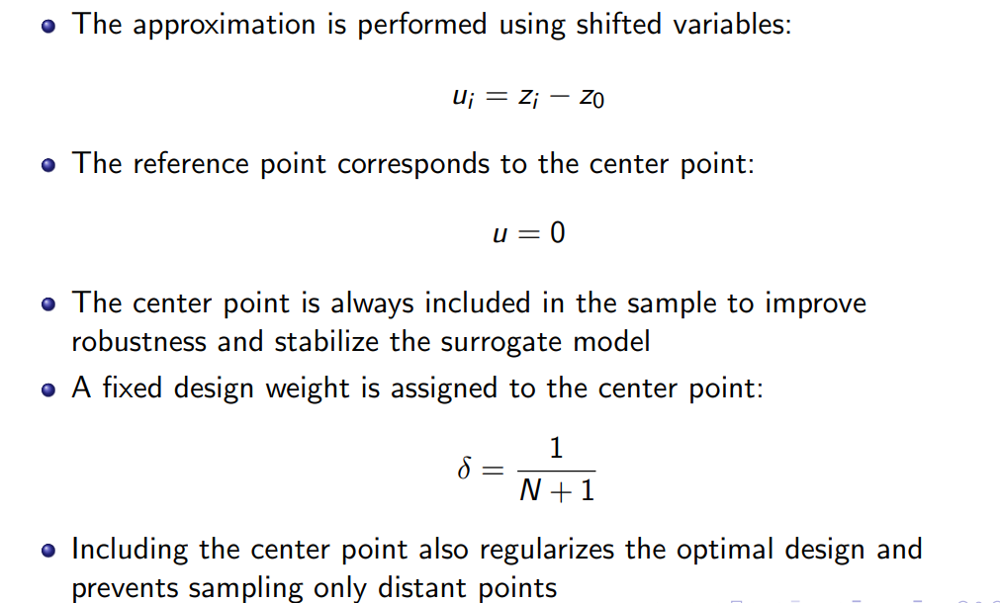 The approximation is performed using shifted variables:
u_i = z_i − z_0
The reference point corresponds to the center point:
u = 0
The center point is always included in the sample to improve
robustness and stabilize the surrogate model
A fixed design weight is assigned to the center point:
δ = 1 / (N + 1)
Including the center point also regularizes the optimal design and
prevents sampling only distant points